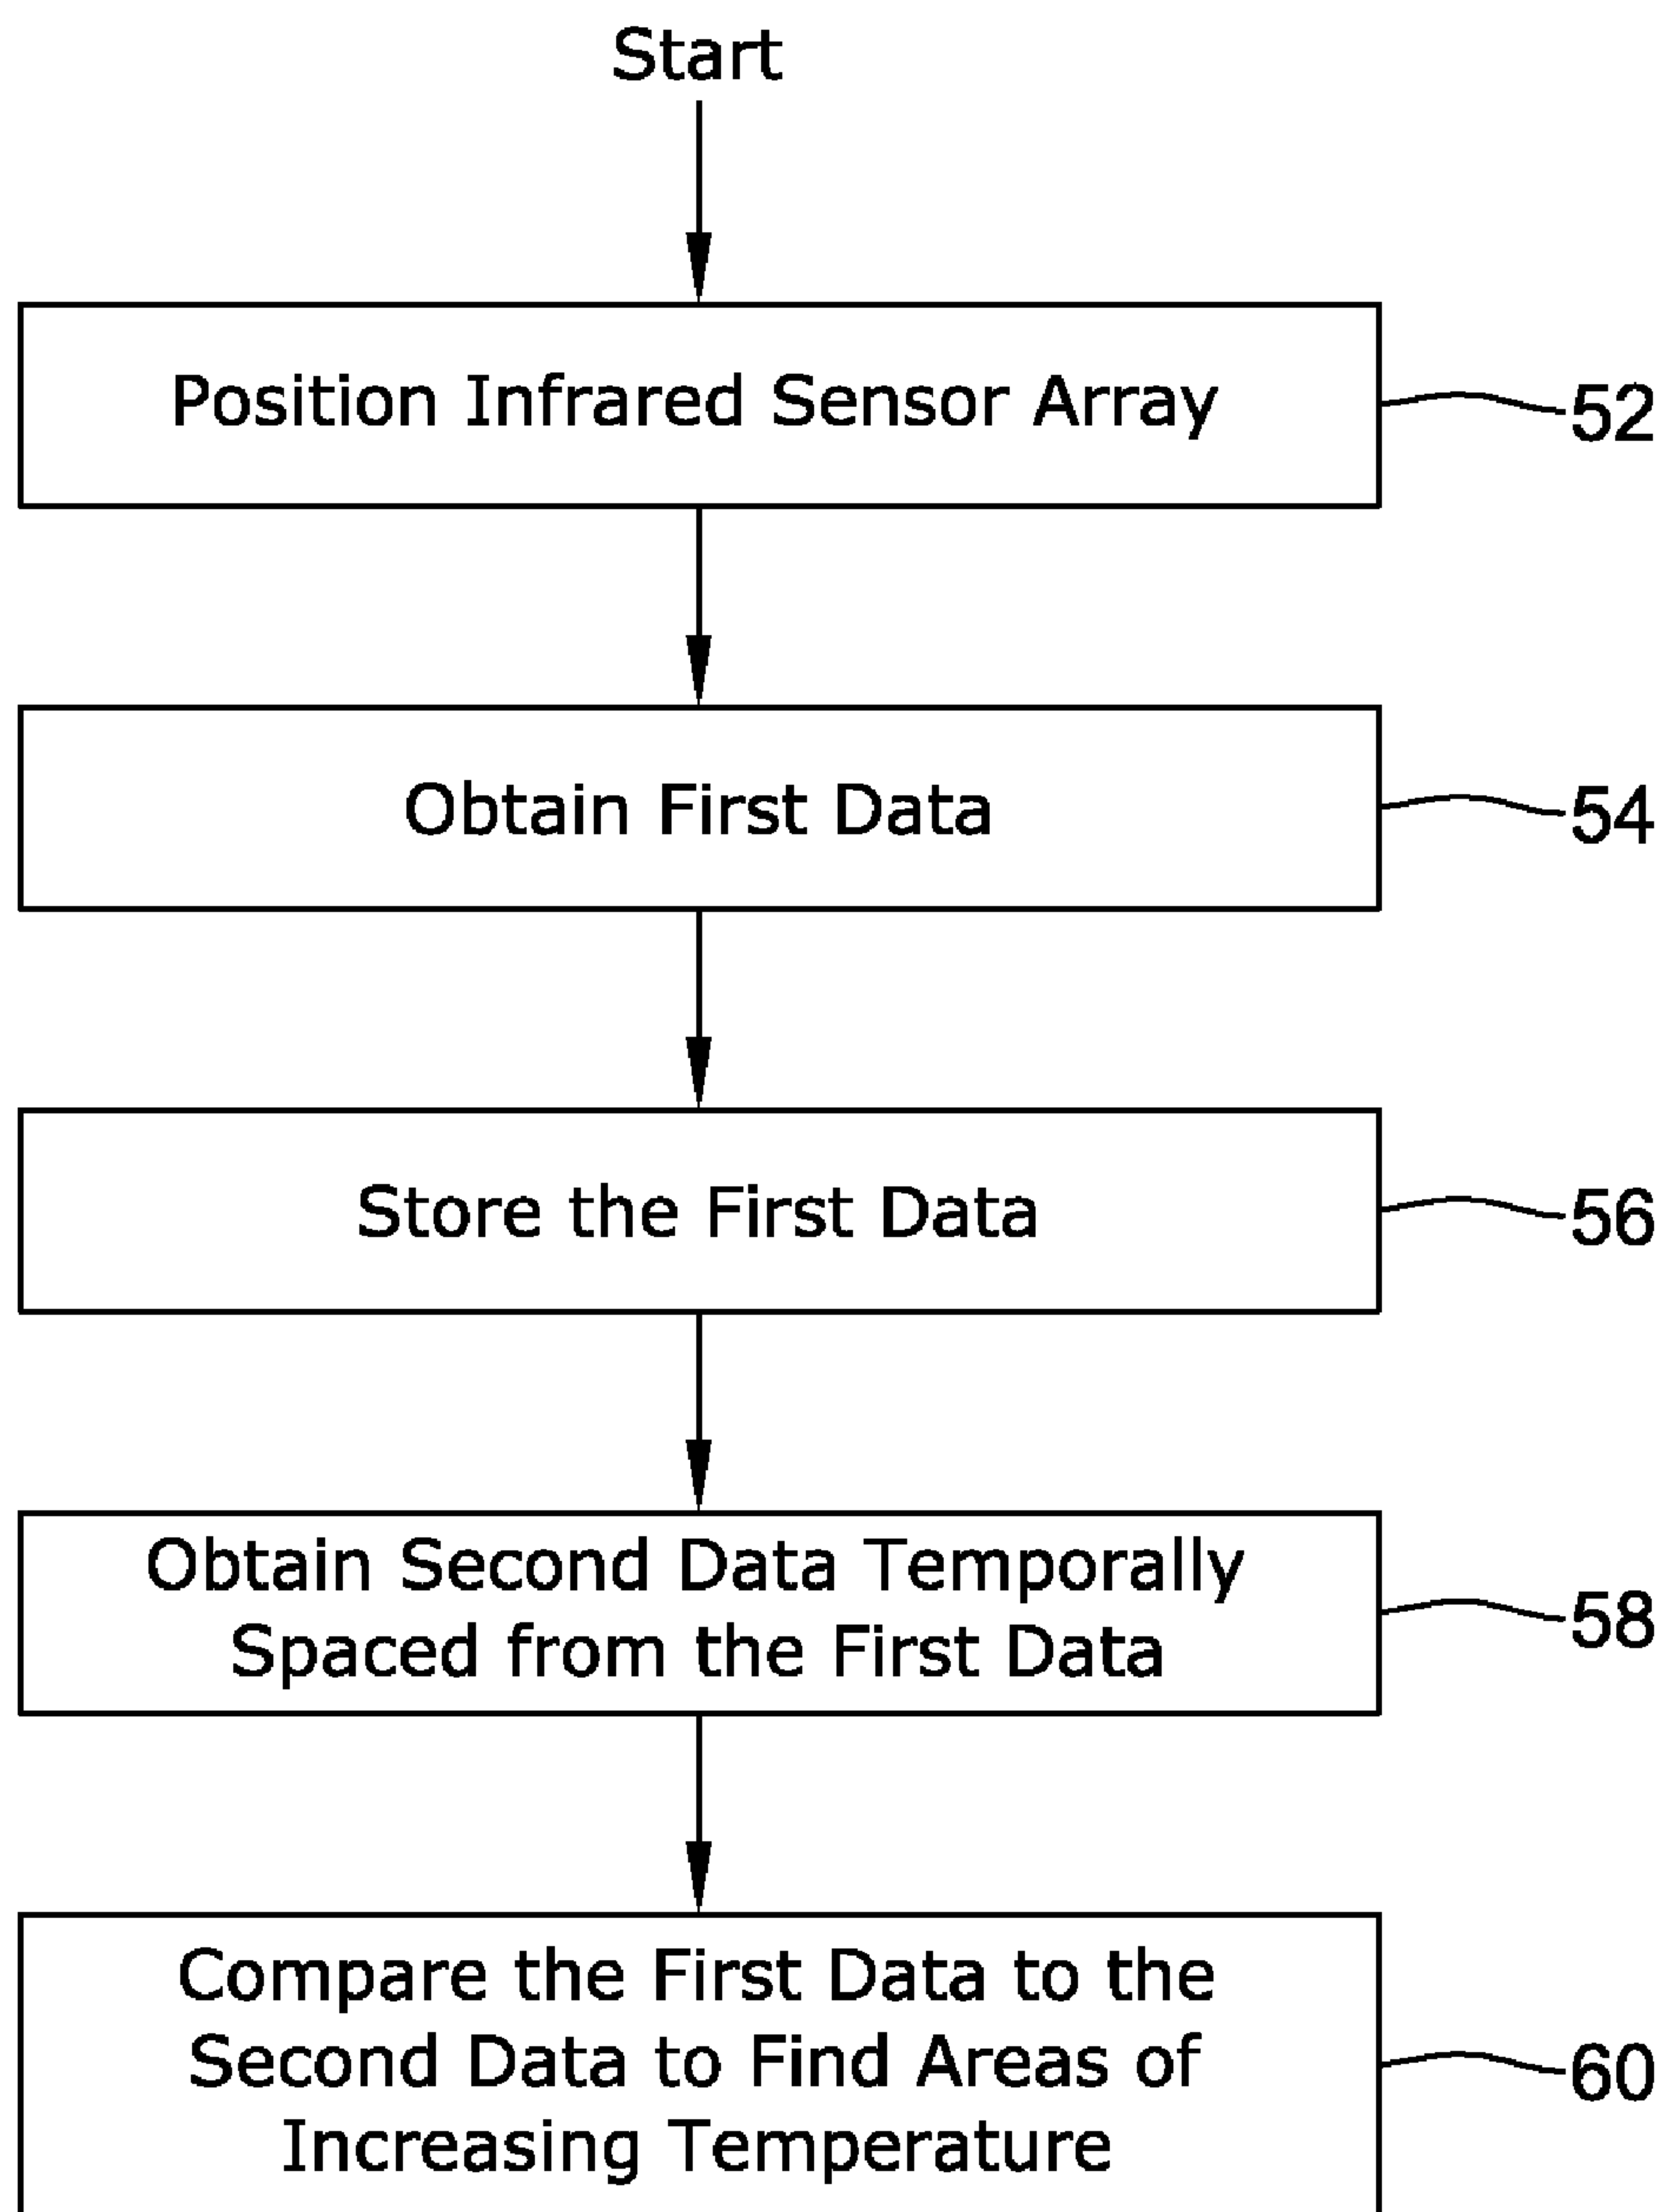 Start
Position Infrared Sensor Array
52
Obtain First Data
54
Store the First Data
56
Obtain Second Data Temporally
Spaced from the First Data
58
Compare the First Data to the
Second Data to Find Areas of
Increasing Temperature
60